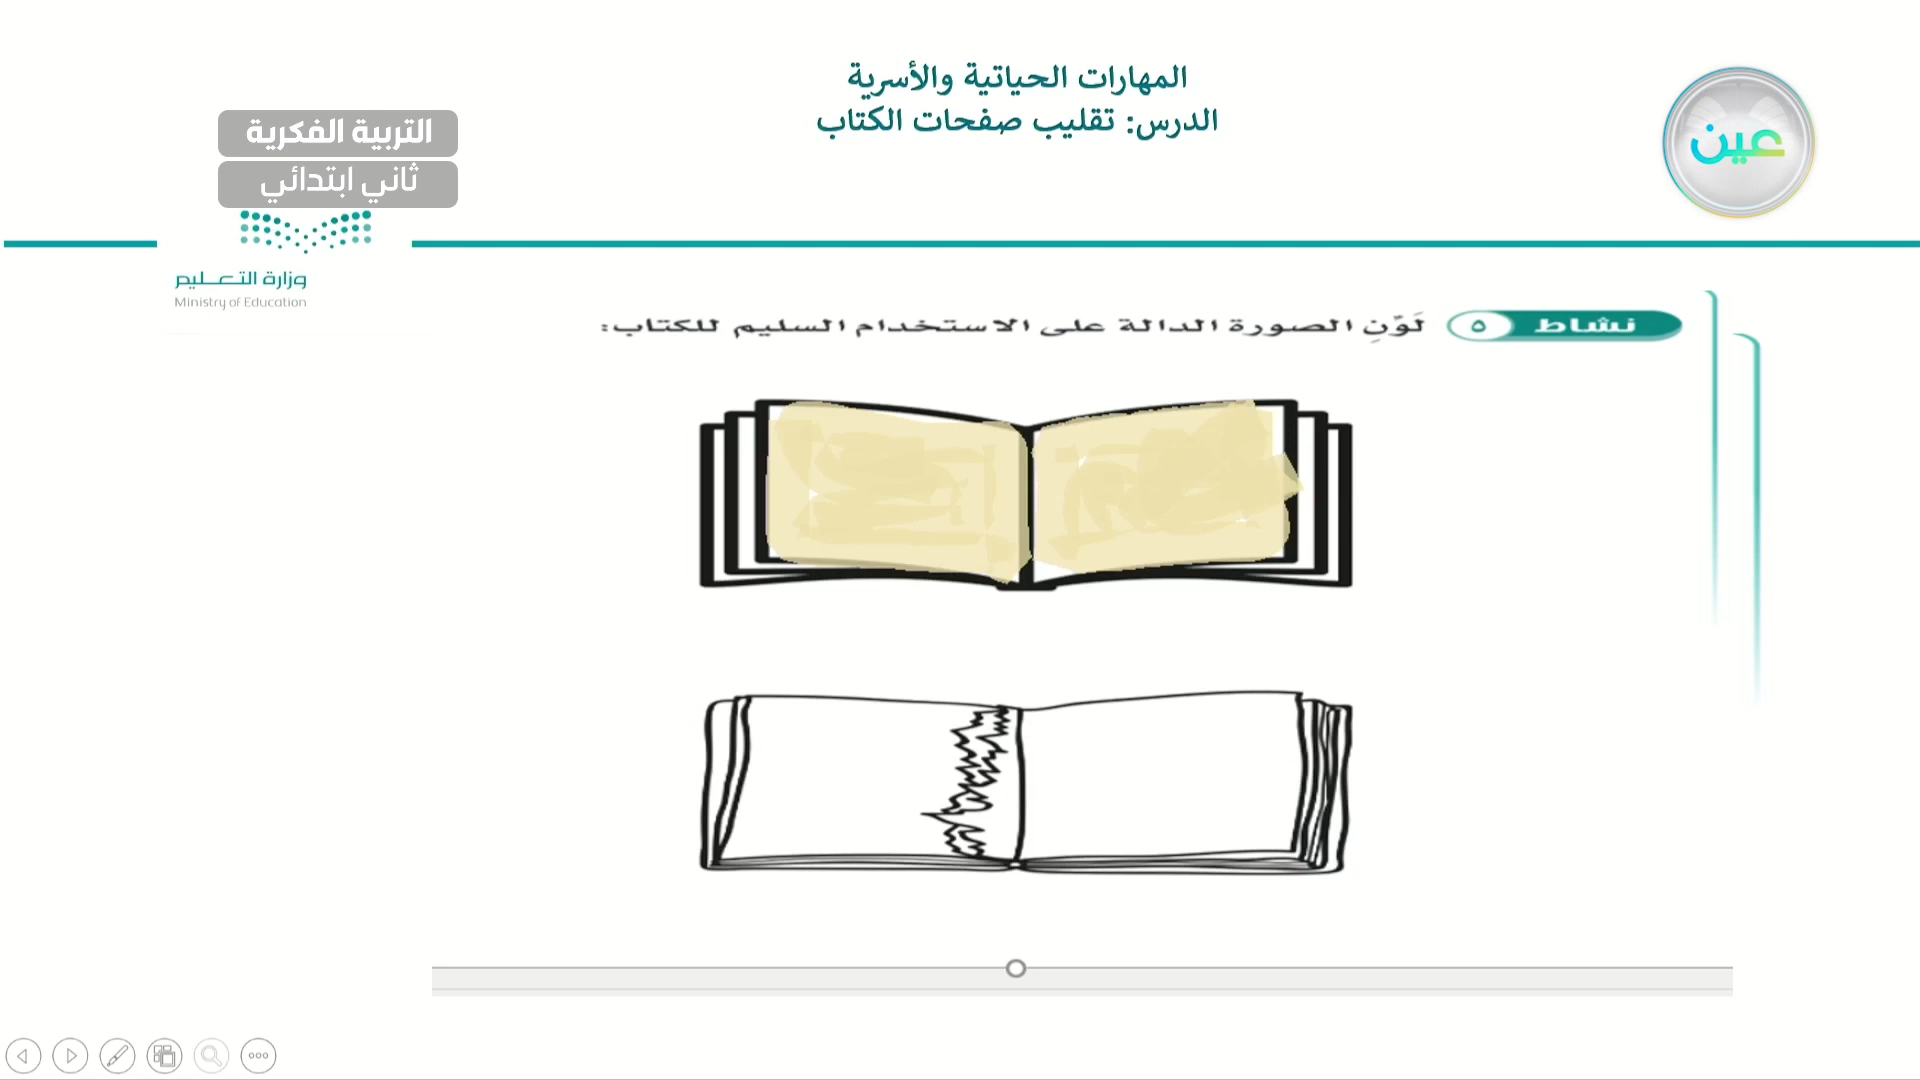 المهارات الحياتية والأسرية
الدرس: تقليب صفحات الكتاب
عين
التربية الفكرية
ثاني ابتدائي
وزارة التعليم
Ministry of Education
نشاط ٥ لَوِّنِ الصورة الدالة على الاستخدام السليم للكتاب: